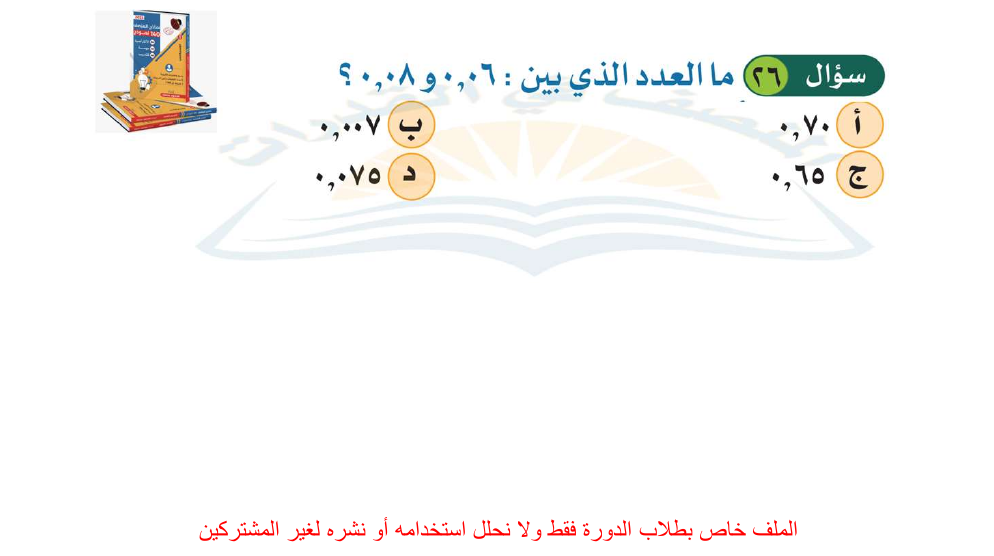 سؤال ٢٦ ما العدد الذي بين : ٠,٠٦ و ٠,٠٨ ؟
أ ٠,٧٠ ب ٠,٠٠٧
ج ٠,٦٥ د ٠,٠٧٥
الملف خاص بطلاب الدورة فقط ولا نحلل استخدامه أو نشره لغير المشتركين